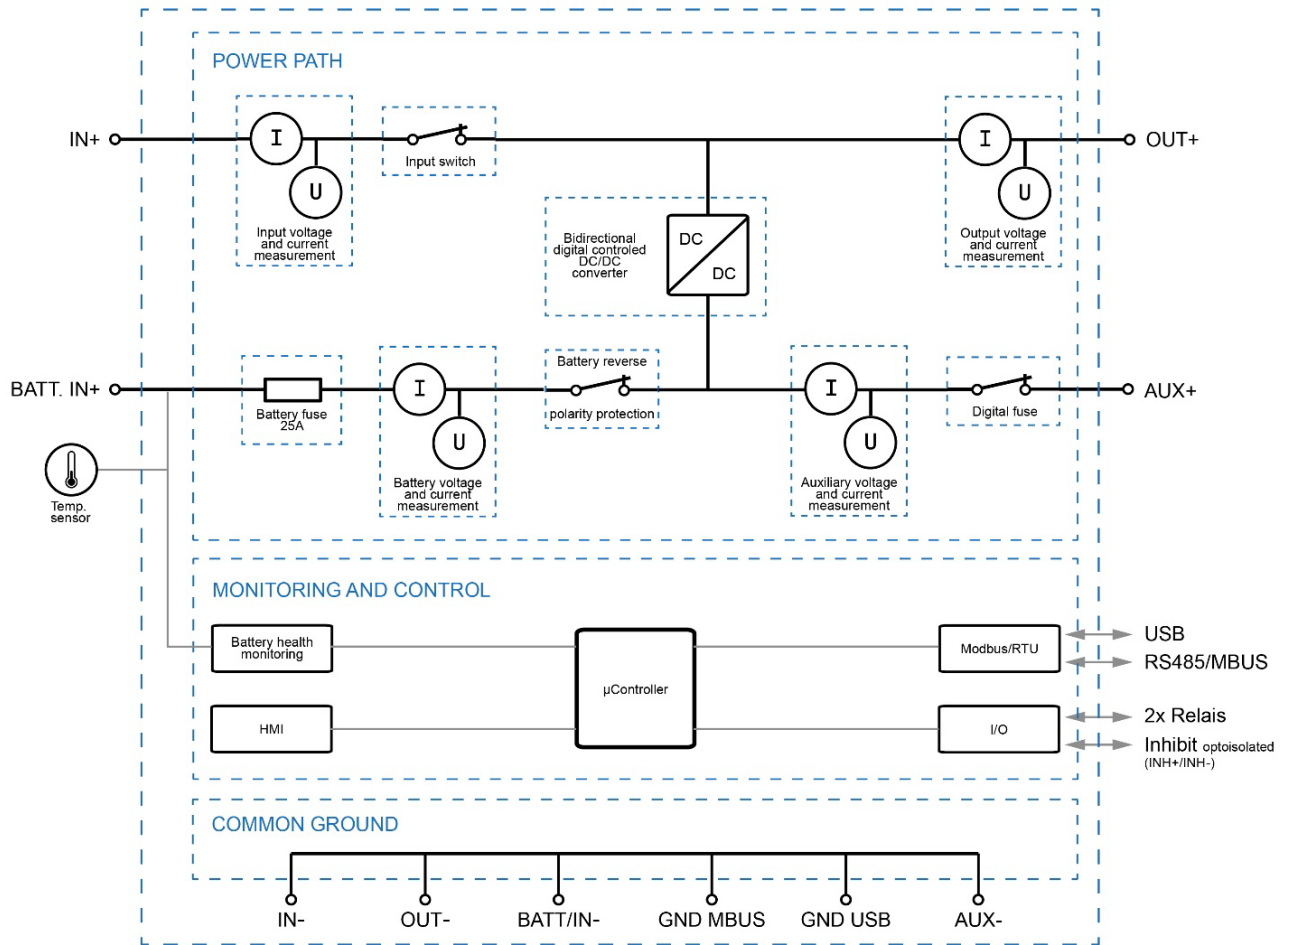 POWER PATH
IN+
I
U
Input voltage
and current
measurement
Input switch
I
U
Output voltage
and current
measurement
OUT+
Bidirectional
digital controled
DC/DC
converter
DC
DC
BATT. IN+
Battery fuse
25A
I
U
Battery voltage
and current
measurement
Battery reverse
polarity protection
I
U
Auxiliary voltage
and current
measurement
Digital fuse
AUX+
Temp.
sensor
MONITORING AND CONTROL
Battery health
monitoring
HMI
µController
Modbus/RTU
I/O
USB
RS485/MBUS
2x Relais
Inhibit optoisolated
(INH+/INH-)
COMMON GROUND
IN-
OUT-
BATT/IN-
GND MBUS
GND USB
AUX-